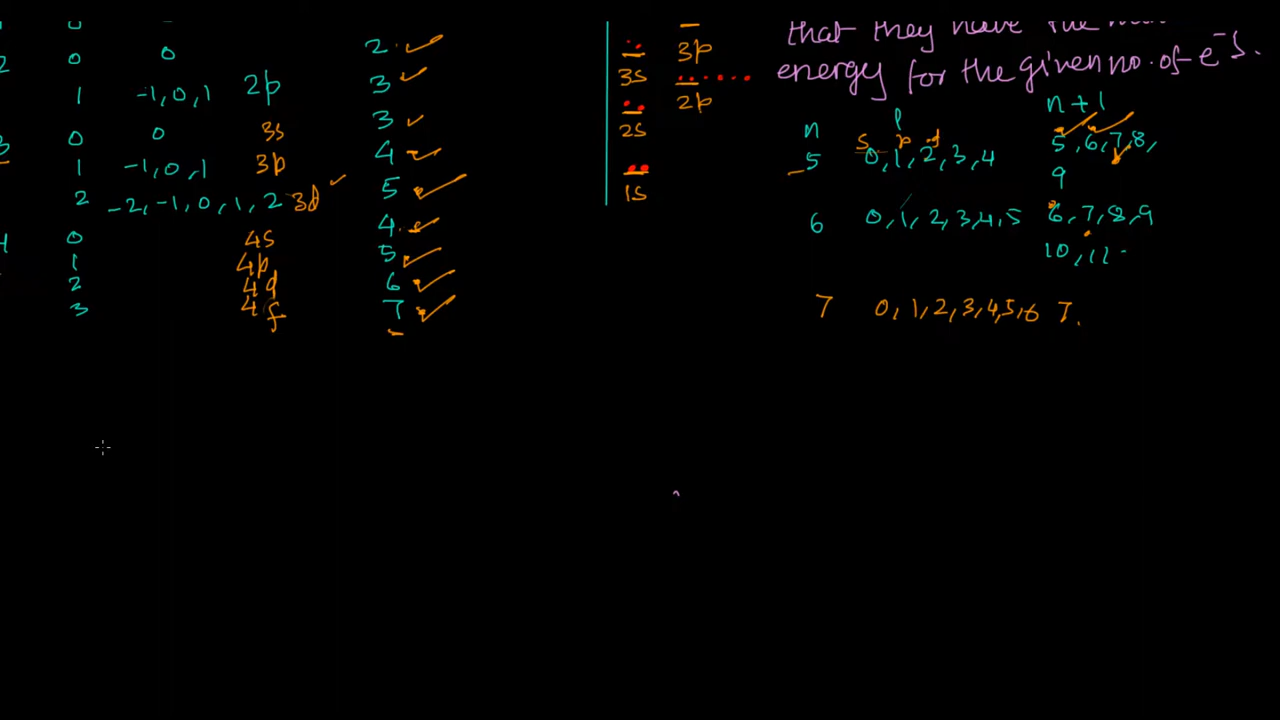 0
2 0 0 2
1 -1, 0, 1 2p 3
3 0 0 3s 3
1 -1, 0, 1 3p 4
2 -2, -1, 0, 1, 2 3d 5
4 0 4s 4
1 4p 5
2 4d 6
3 4f 7
3p
3s
2p
2s
1s
that they have the
energy for the given no. of e⁻s.
n l n + l
s p d
5 0, 1, 2, 3, 4 5, 6, 7, 8,
9
6 0, 1, 2, 3, 4, 5 6, 7, 8, 9
10, 11
7 0, 1, 2, 3, 4, 5, 6 7.